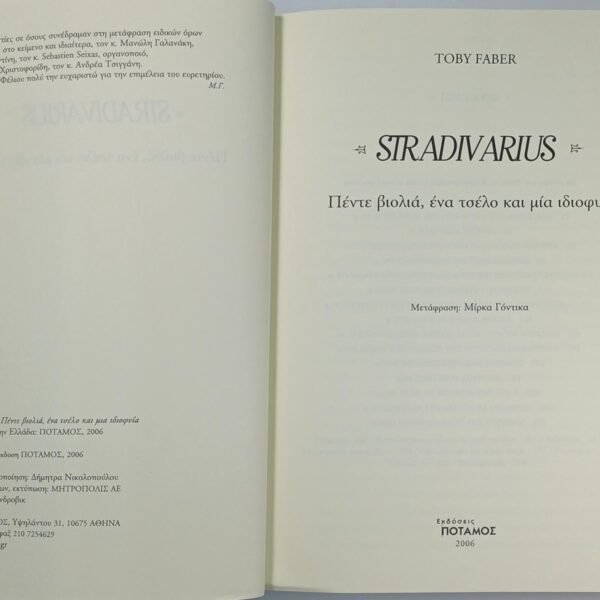 τίες σε όσους συνέδραμαν στη μετάφραση ειδικών όρων
στο κείμενο και ιδιαίτερα, τον κ. Μανώλη Γαλανάκη,
τίνη, τον κ. Sebastien Seixas, οργανοποιό,
Χριστοφορίδη, τον κ. Ανδρέα Τσιγγάνη.
Φέλιου πολύ την ευχαριστώ για την επιμέλεια του ευρετηρίου.
Μ.Γ.
Πέντε βιολιά, ένα τσέλο και μια ιδιοφυΐα
ην Ελλάδα: ΠΟΤΑΜΟΣ, 2006
κδοση ΠΟΤΑΜΟΣ, 2006
οποίηση: Δήμητρα Νικολοπούλου
ων, εκτύπωση: ΜΗΤΡΟΠΟΛΙΣ ΑΕ
νδροβικ
ΟΣ, Υψηλάντου 31, 10675 ΑΘΗΝΑ
φαξ 210 7254629
gr
TOBY FABER
STRADIVARIUS
Πέντε βιολιά, ένα τσέλο και μία ιδιοφυ
Μετάφραση: Μίρκα Γόντικα
Εκδόσεις
ΠΟΤΑΜΟΣ
2006